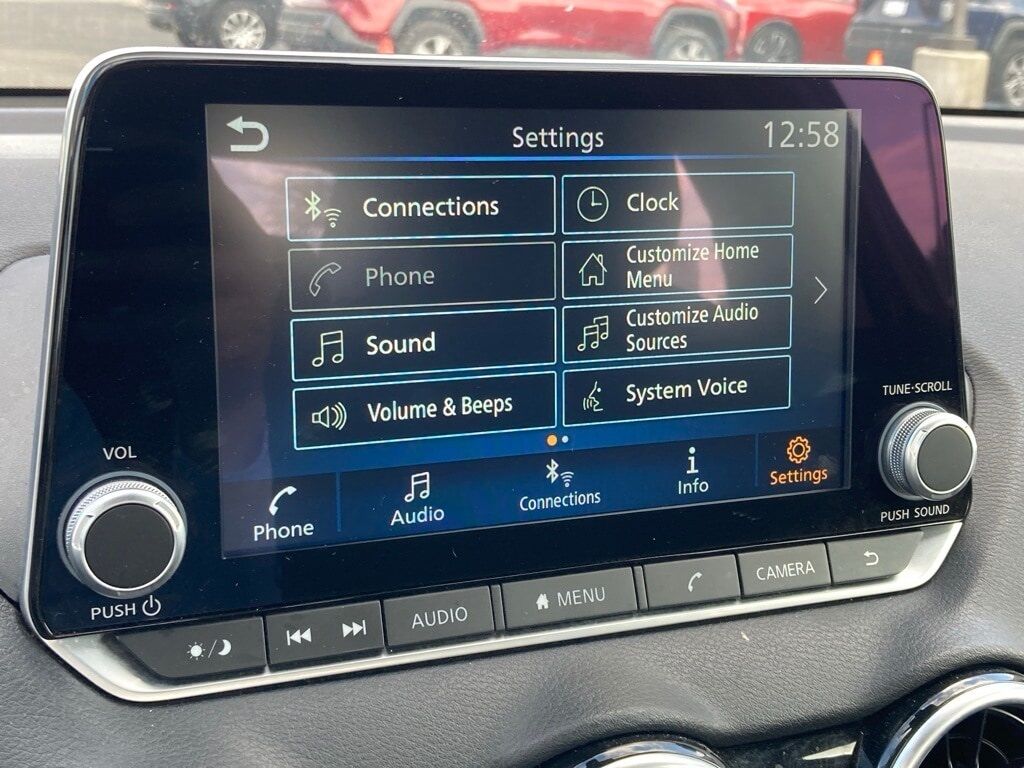 Settings
12:58
Connections
Clock
Phone
Customize Home
Menu
Sound
Customize Audio
Sources
Volume & Beeps
System Voice
Phone
Audio
Connections
Info
Settings
VOL
PUSH
TUNE·SCROLL
PUSH SOUND
AUDIO
MENU
CAMERA